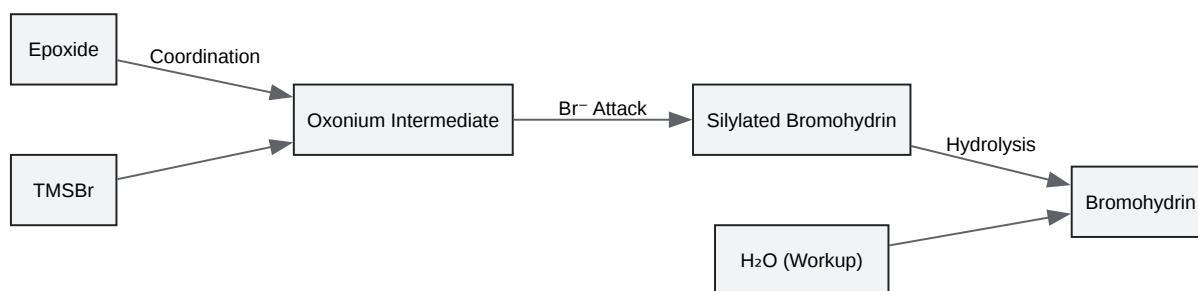 Epoxide
Coordination
TMSBr
Oxonium Intermediate
Br⁻ Attack
Silylated Bromohydrin
Hydrolysis
H₂O (Workup)
Bromohydrin